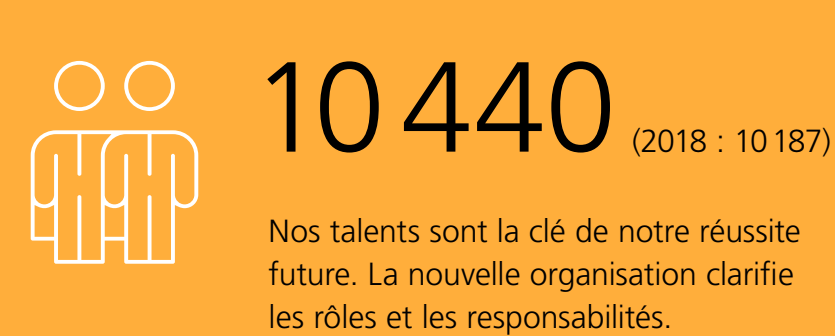 10 440 (2018 : 10 187)
Nos talents sont la clé de notre réussite
future. La nouvelle organisation clarifie
les rôles et les responsabilités.